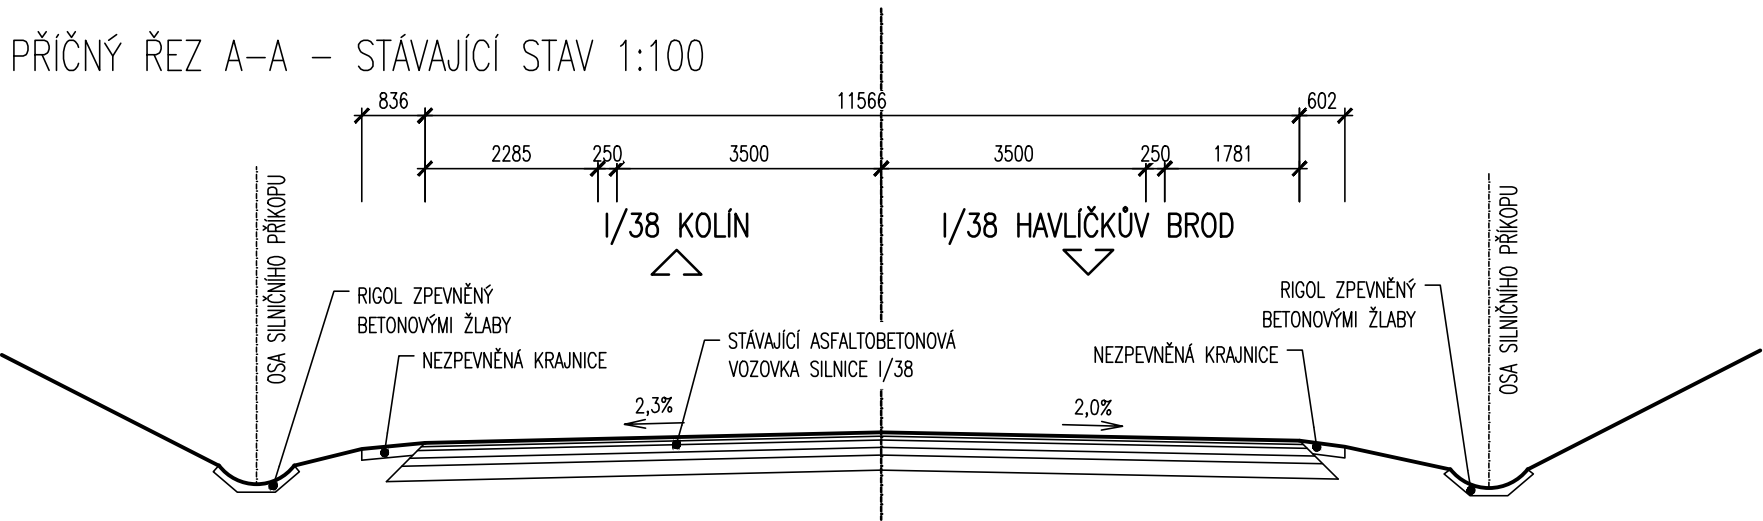 PŘÍČNÝ ŘEZ A-A - STÁVAJÍCÍ STAV 1:100
836
11566
602
2285
250
3500
3500
250
1781
I/38 KOLÍN
I/38 HAVLÍČKŮV BROD
OSA SILNIČNÍHO PŘÍKOPU
OSA SILNIČNÍHO PŘÍKOPU
RIGOL ZPEVNĚNÝ
BETONOVÝMI ŽLABY
NEZPEVNĚNÁ KRAJNICE
STÁVAJÍCÍ ASFALTOBETONOVÁ
VOZOVKA SILNICE I/38
RIGOL ZPEVNĚNÝ
BETONOVÝMI ŽLABY
NEZPEVNĚNÁ KRAJNICE
2,3%
2,0%